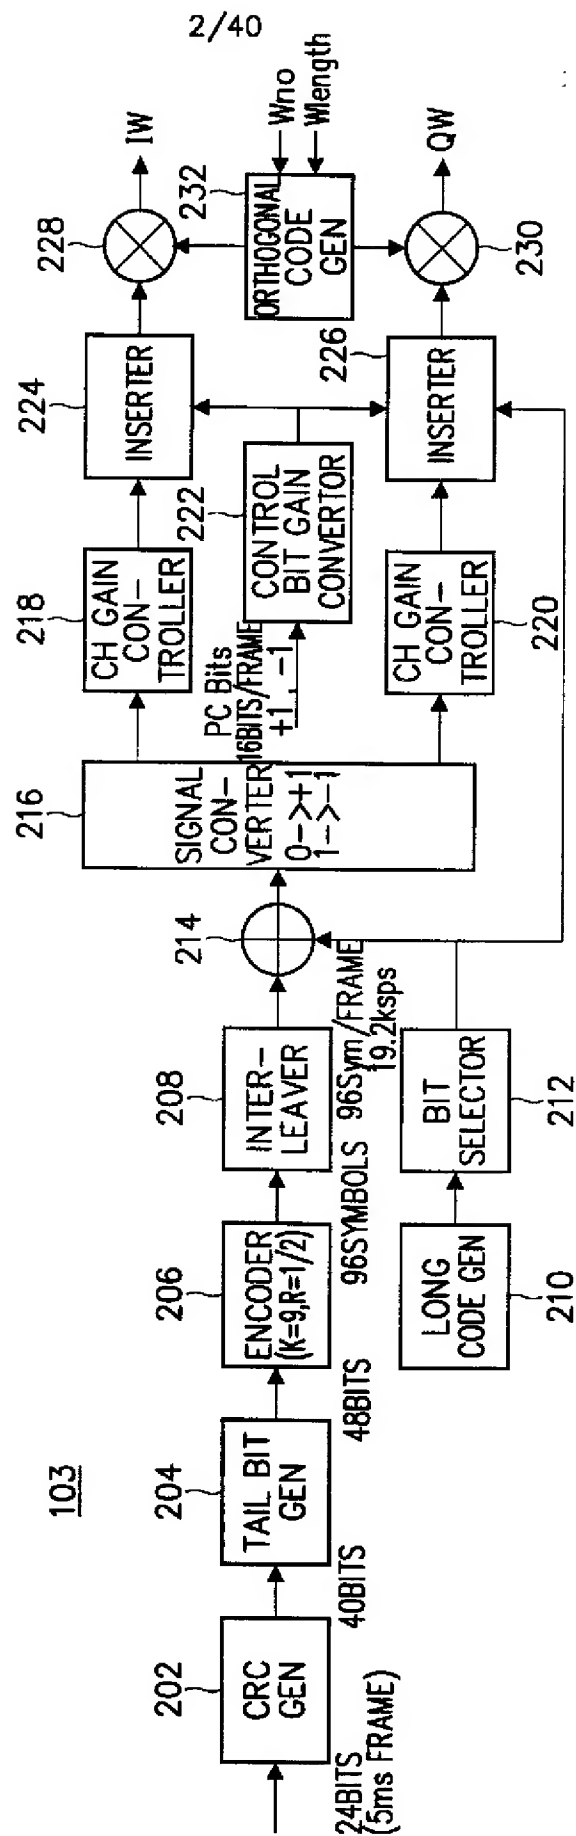 2/40
103
24BITS
(5ms FRAME)
202
CRC
GEN
40BITS
204
TAIL BIT
GEN
48BITS
206
ENCODER
(K=9,R=1/2)
96SYMBOLS
208
INTER-
LEAVER
96Sym/FRAME
19.2ksps
210
LONG
CODE GEN
212
BIT
SELECTOR
214
216
SIGNAL
CON-
VERTER
0->+1
1->-1
218
CH GAIN
CON-
TROLLER
PC Bits
16BITS/FRAME
+1, -1
220
CH GAIN
CON-
TROLLER
222
CONTROL
BIT GAIN
CONVERTOR
224
INSERTER
226
INSERTER
228
IW
232
ORTHOGONAL
CODE
GEN
Wno
Wlength
230
QW